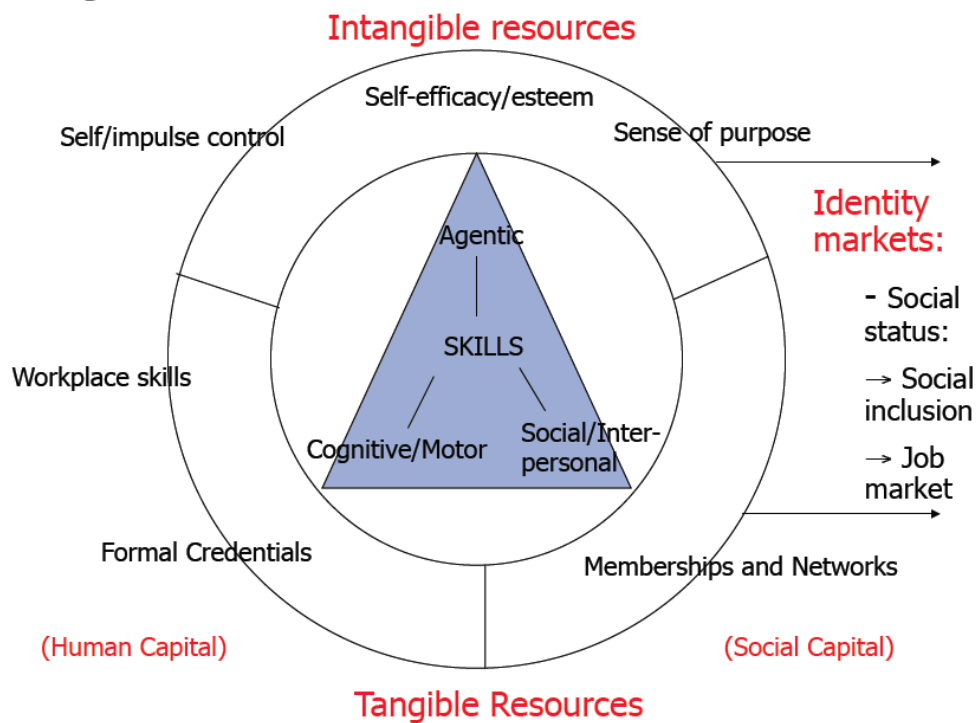 Intangible resources
Self-efficacy/esteem
Self/impulse control
Sense of purpose
Identity
markets:
Agentic
- Social
status:
SKILLS
→ Social
inclusion
Workplace skills
Cognitive/Motor
Social/Inter-
personal
→ Job
market
Formal Credentials
Memberships and Networks
(Human Capital)
(Social Capital)
Tangible Resources